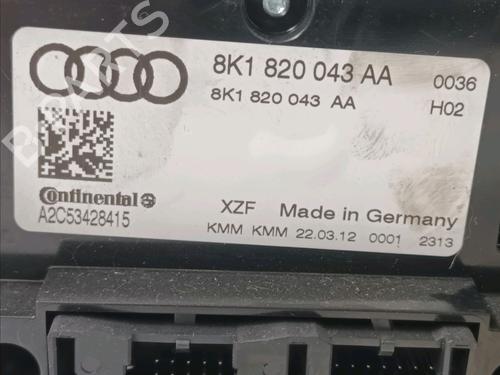 8K1 820 043 AA 0036
8K1 820 043 AA H02
Continental
A2C53428415
XZF Made in Germany
KMM KMM 22.03.12 0001 2313